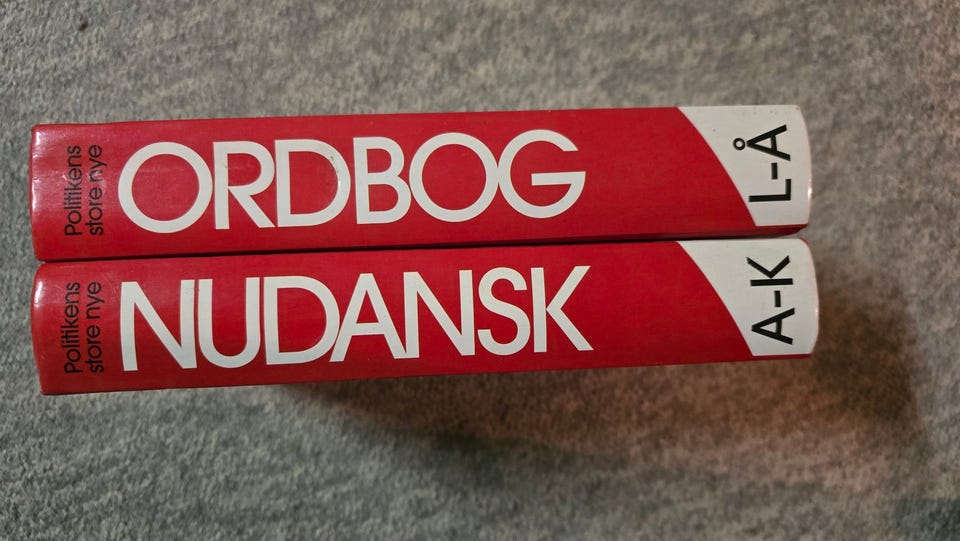 Politikens
store nye
ORDBOG
L-Å
Politikens
store nye
NUDANSK
A-K